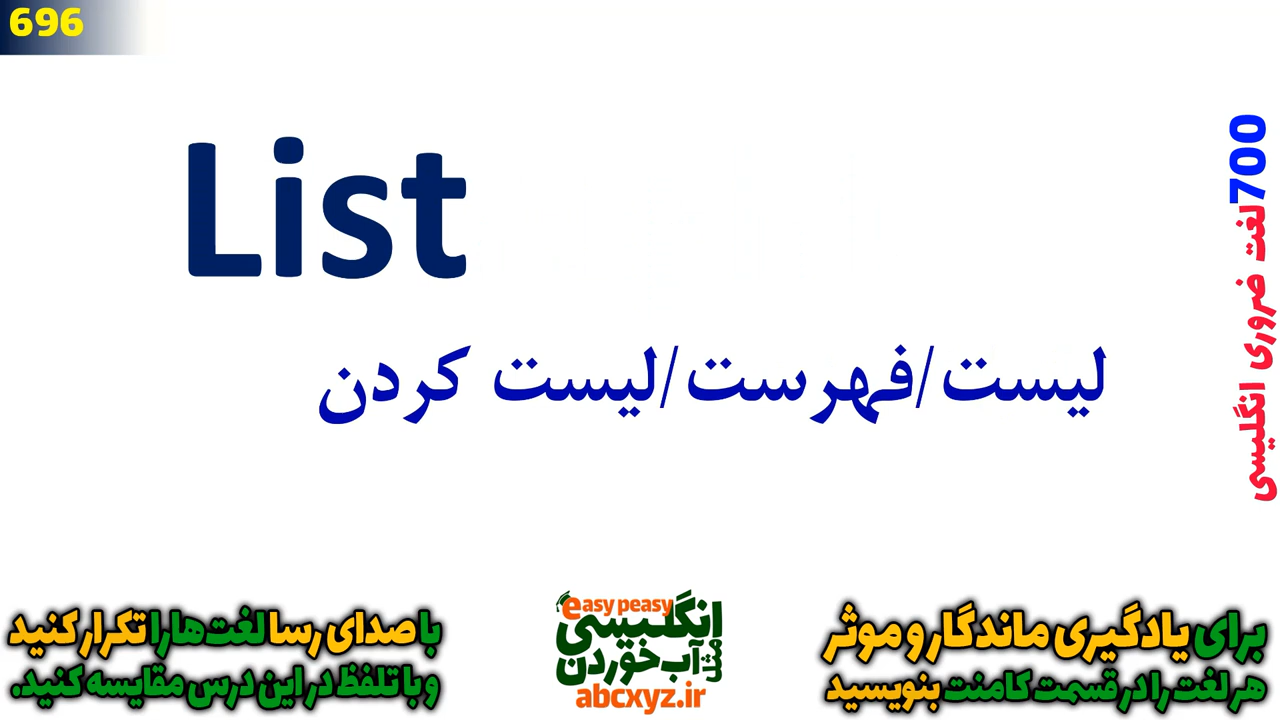 696
List
لیست/فهرست/لیست کردن
700 لغت ضروری انگلیسی
برای یادگیری ماندگار و موثر
هر لغت را در قسمت کامنت بنویسید
easy peasy
انگلیسی
مثل آب خوردن
abcxyz.ir
با صدای رسا لغت‌ها را تکرار کنید
و با تلفظ در این درس مقایسه کنید.